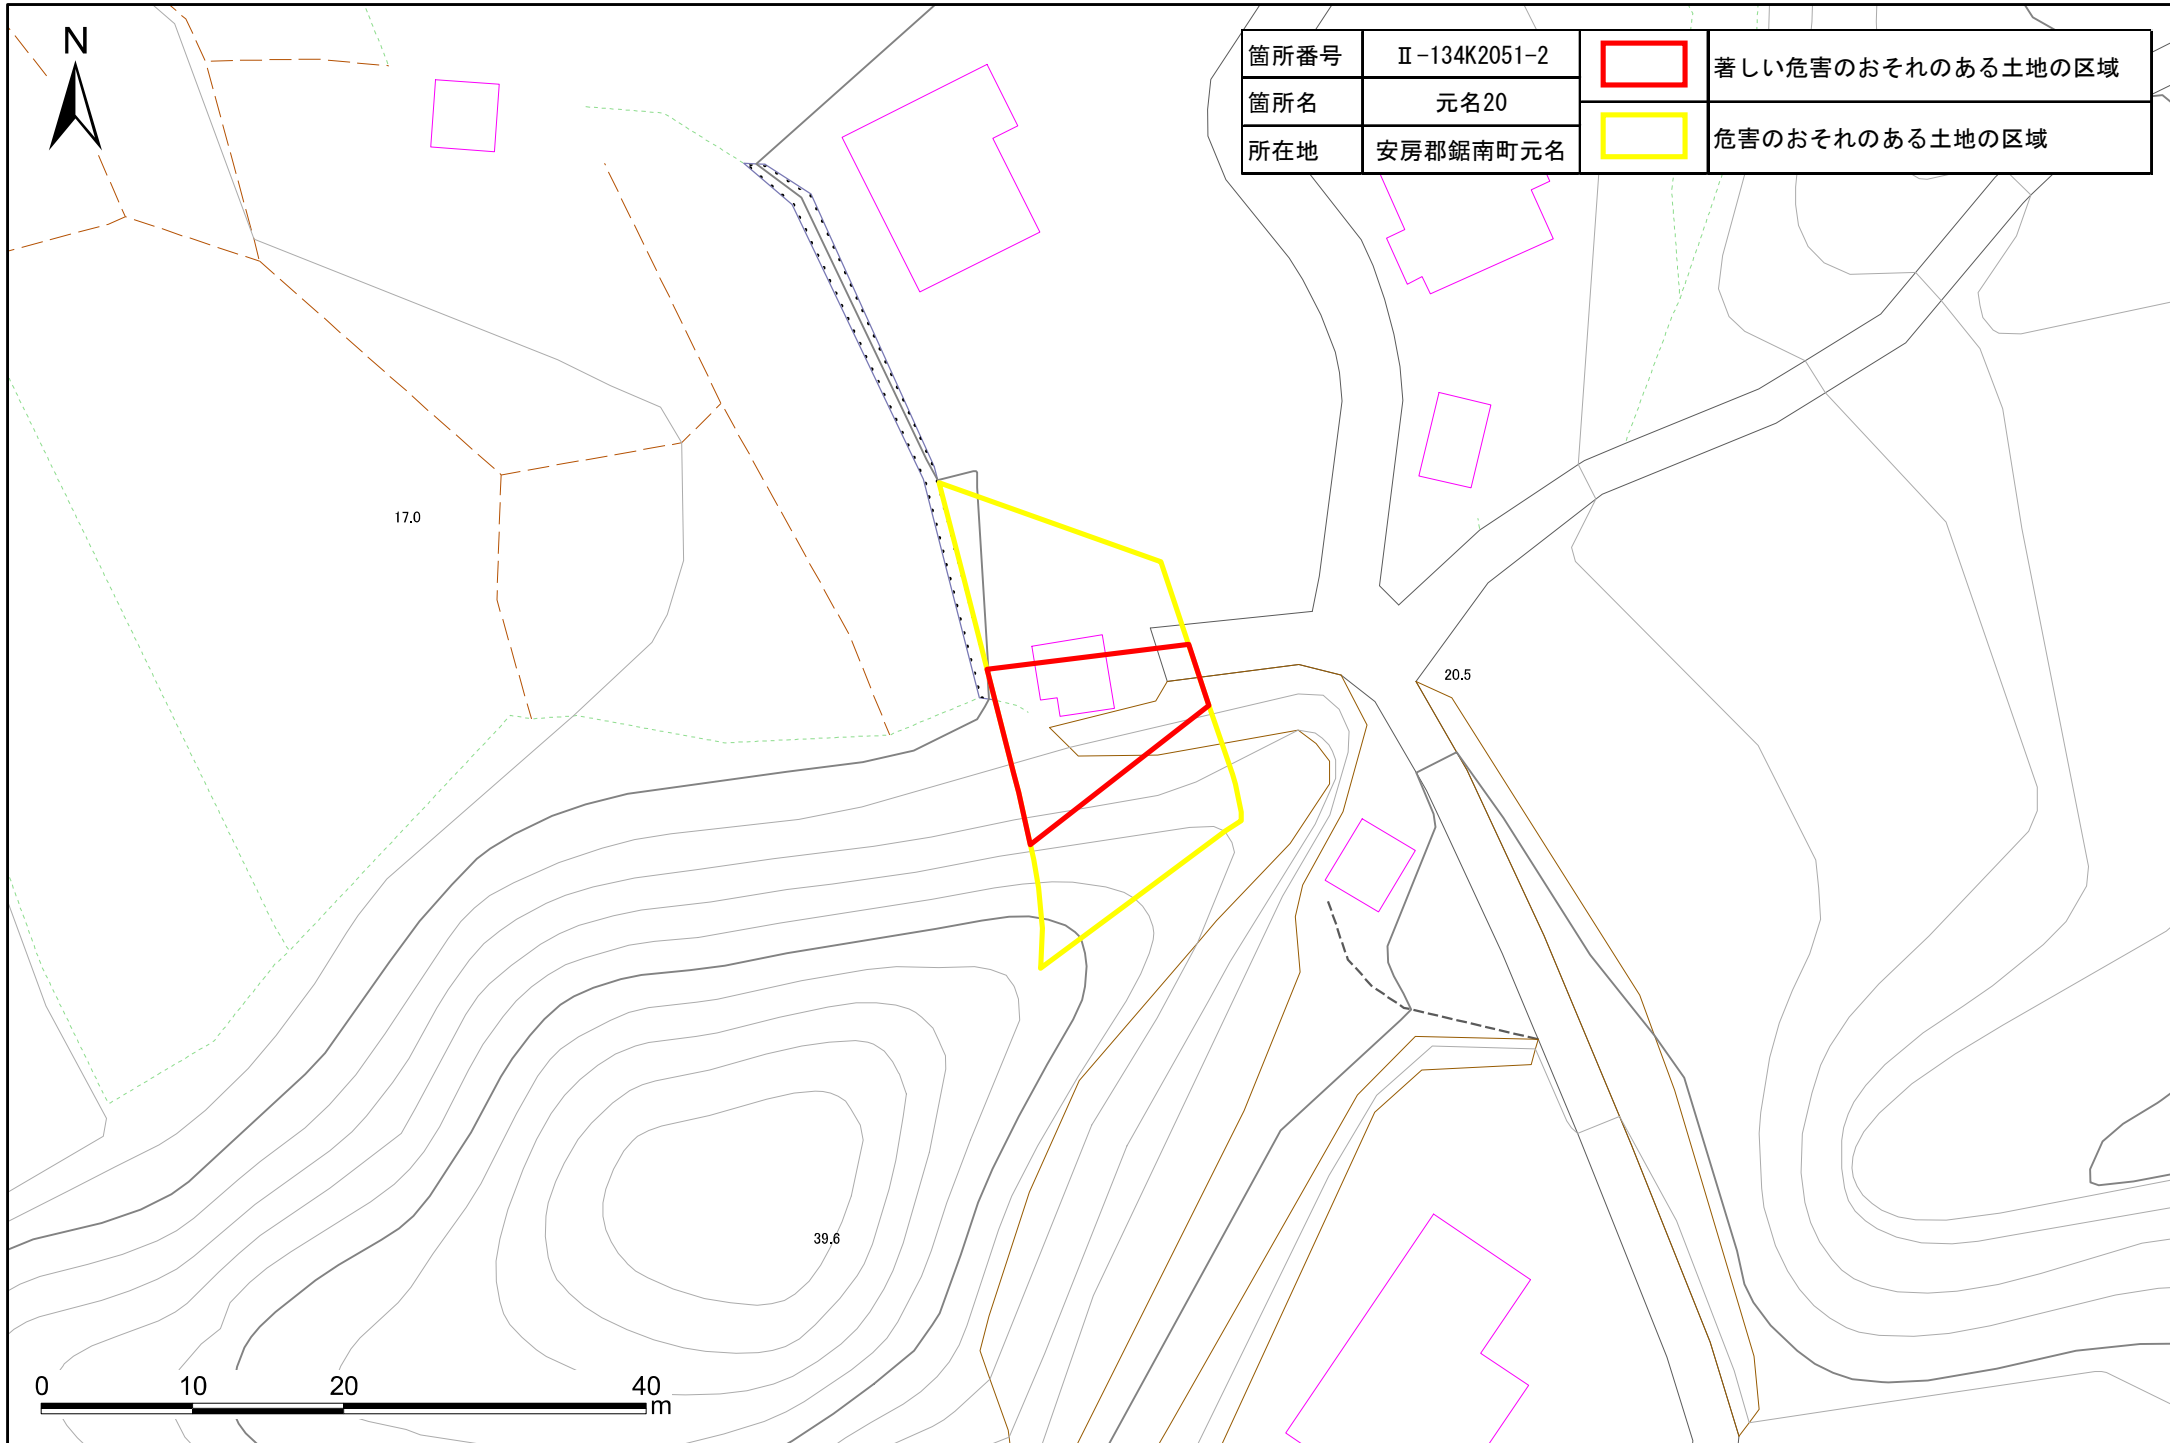 N
箇所番号 Ⅱ-134K2051-2 著しい危害のおそれのある土地の区域
箇所名 元名20
所在地 安房郡鋸南町元名 危害のおそれのある土地の区域
17.0
20.5
39.6
0 10 20 40
m